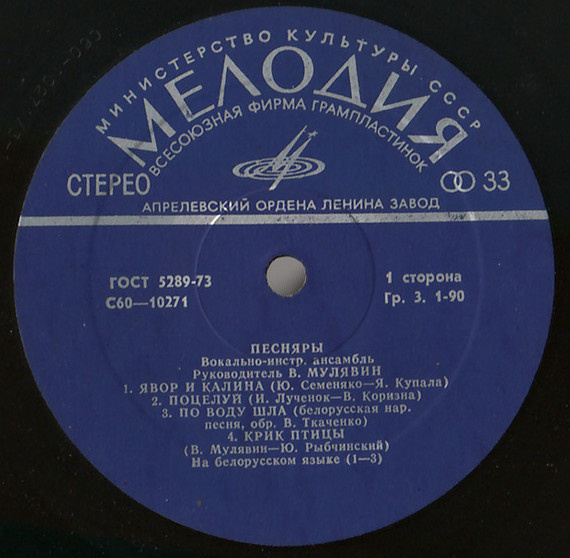 МИНИСТЕРСТВО КУЛЬТУРЫ СССР
МЕЛОДИЯ
ВСЕСОЮЗНАЯ ФИРМА ГРАМПЛАСТИНОК
СТЕРЕО
33
АПРЕЛЕВСКИЙ ОРДЕНА ЛЕНИНА ЗАВОД
ГОСТ 5289-73
С60—10271
1 сторона
Гр. 3. 1-90
ПЕСНЯРЫ
Вокально-инстр. ансамбль
Руководитель В. МУЛЯВИН
1. ЯВОР И КАЛИНА (Ю. Семеняко—Я. Купала)
2. ПОЦЕЛУЙ (И. Лученок—В. Коризна)
3. ПО ВОДУ ШЛА (белорусская нар.
песня, обр. В. Ткаченко)
4. КРИК ПТИЦЫ
(В. Мулявин—Ю. Рыбчинский)
На белорусском языке (1—3)